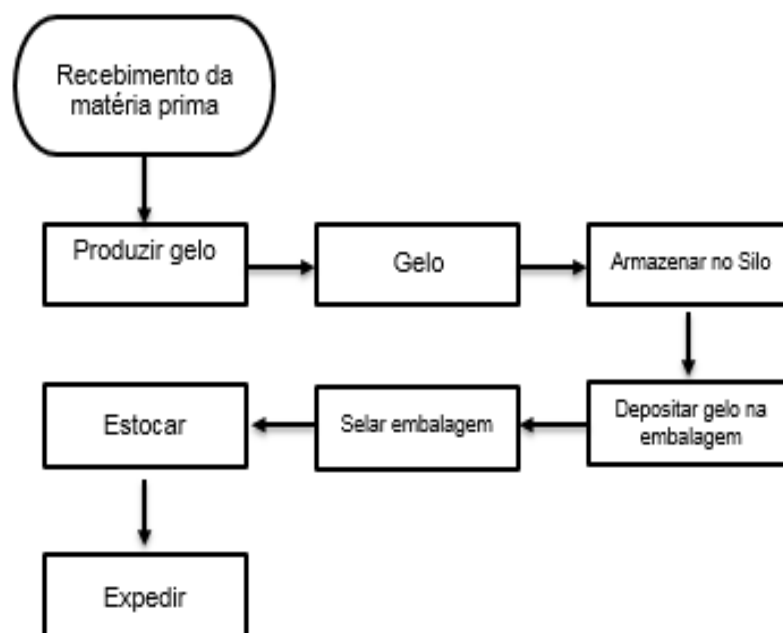 Recebimento da
matéria prima
Produzir gelo
Gelo
Armazenar no Silo
Depositar gelo na
embalagem
Selar embalagem
Estocar
Expedir